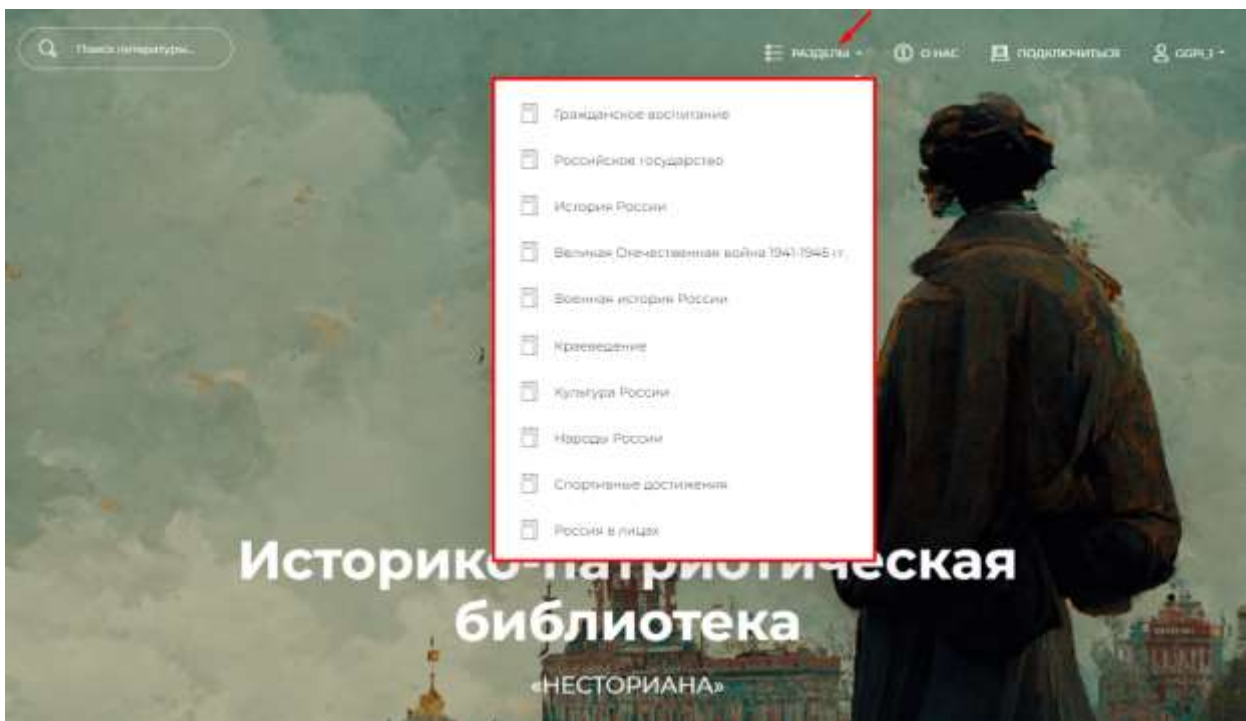 Поиск литературы...
РАЗДЕЛЫ
О НАС
ПОДКЛЮЧИТЬСЯ
Гражданское воспитание
Российское государство
История России
Великая Отечественная война 1941-1945 гг.
Военная история России
Краеведение
Культура России
Народы России
Спортивные достижения
Россия в лицах
Историко-патриотическая
библиотека
«НЕСТОРИАНА»